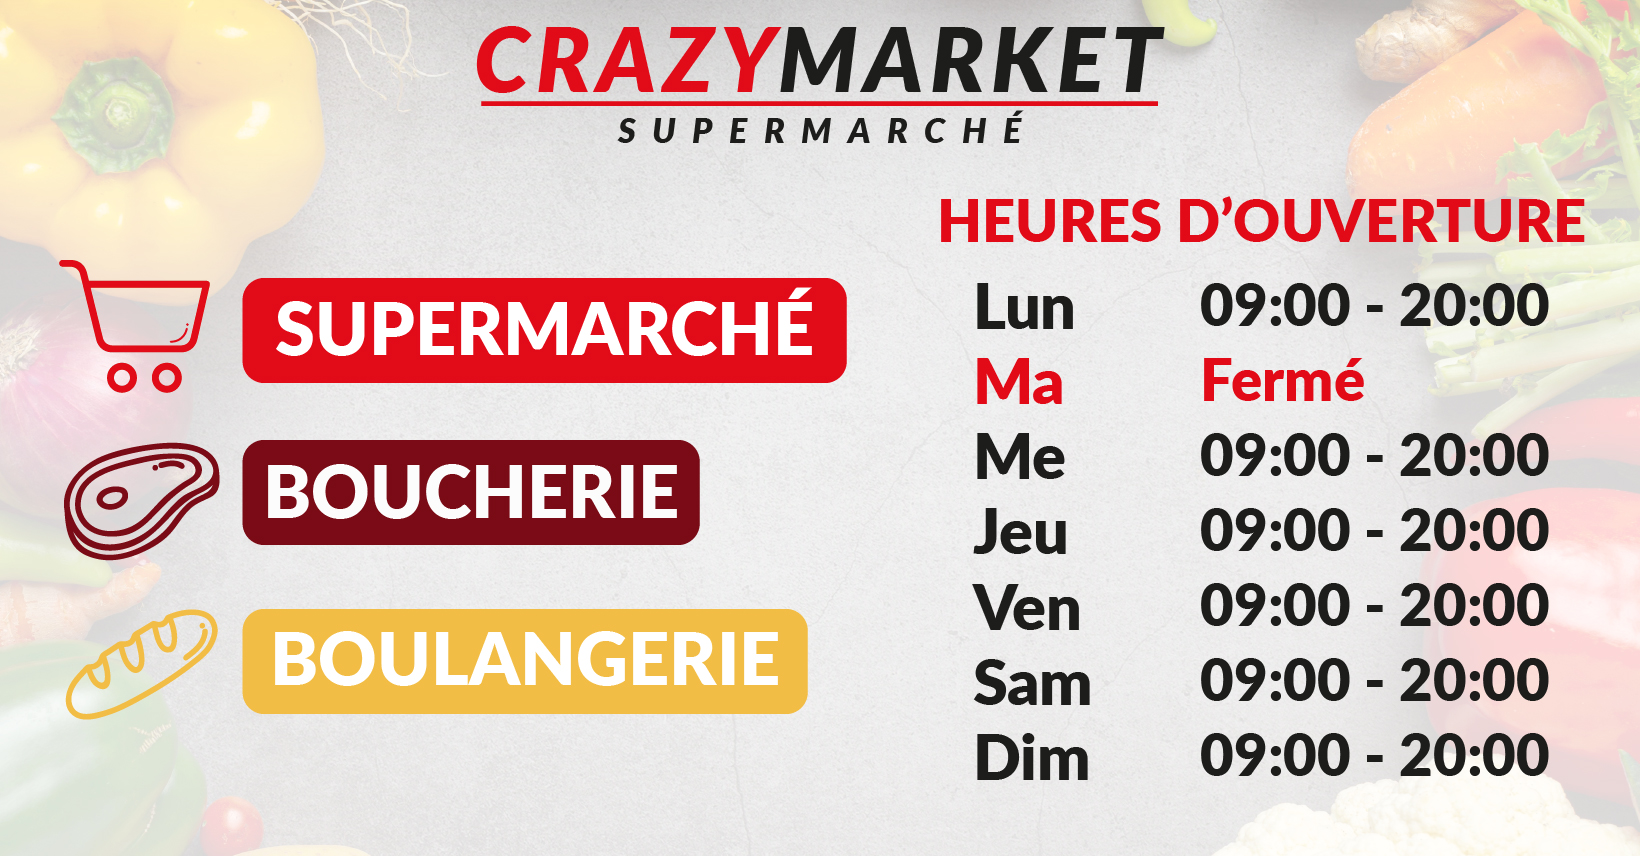 CRAZYMARKET
SUPERMARCHÉ
SUPERMARCHÉ
BOUCHERIE
BOULANGERIE
HEURES D’OUVERTURE
Lun 09:00 - 20:00
Ma Fermé
Me 09:00 - 20:00
Jeu 09:00 - 20:00
Ven 09:00 - 20:00
Sam 09:00 - 20:00
Dim 09:00 - 20:00